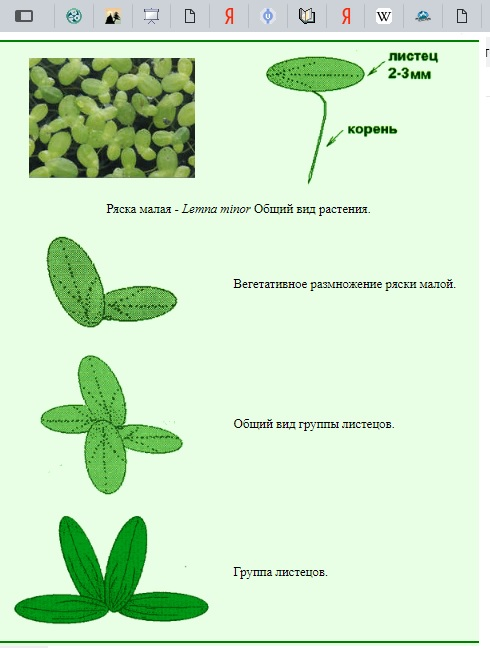 листец
2-3мм
корень
Ряска малая - Lemna minor Общий вид растения.
Вегетативное размножение ряски малой.
Общий вид группы листецов.
Группа листецов.